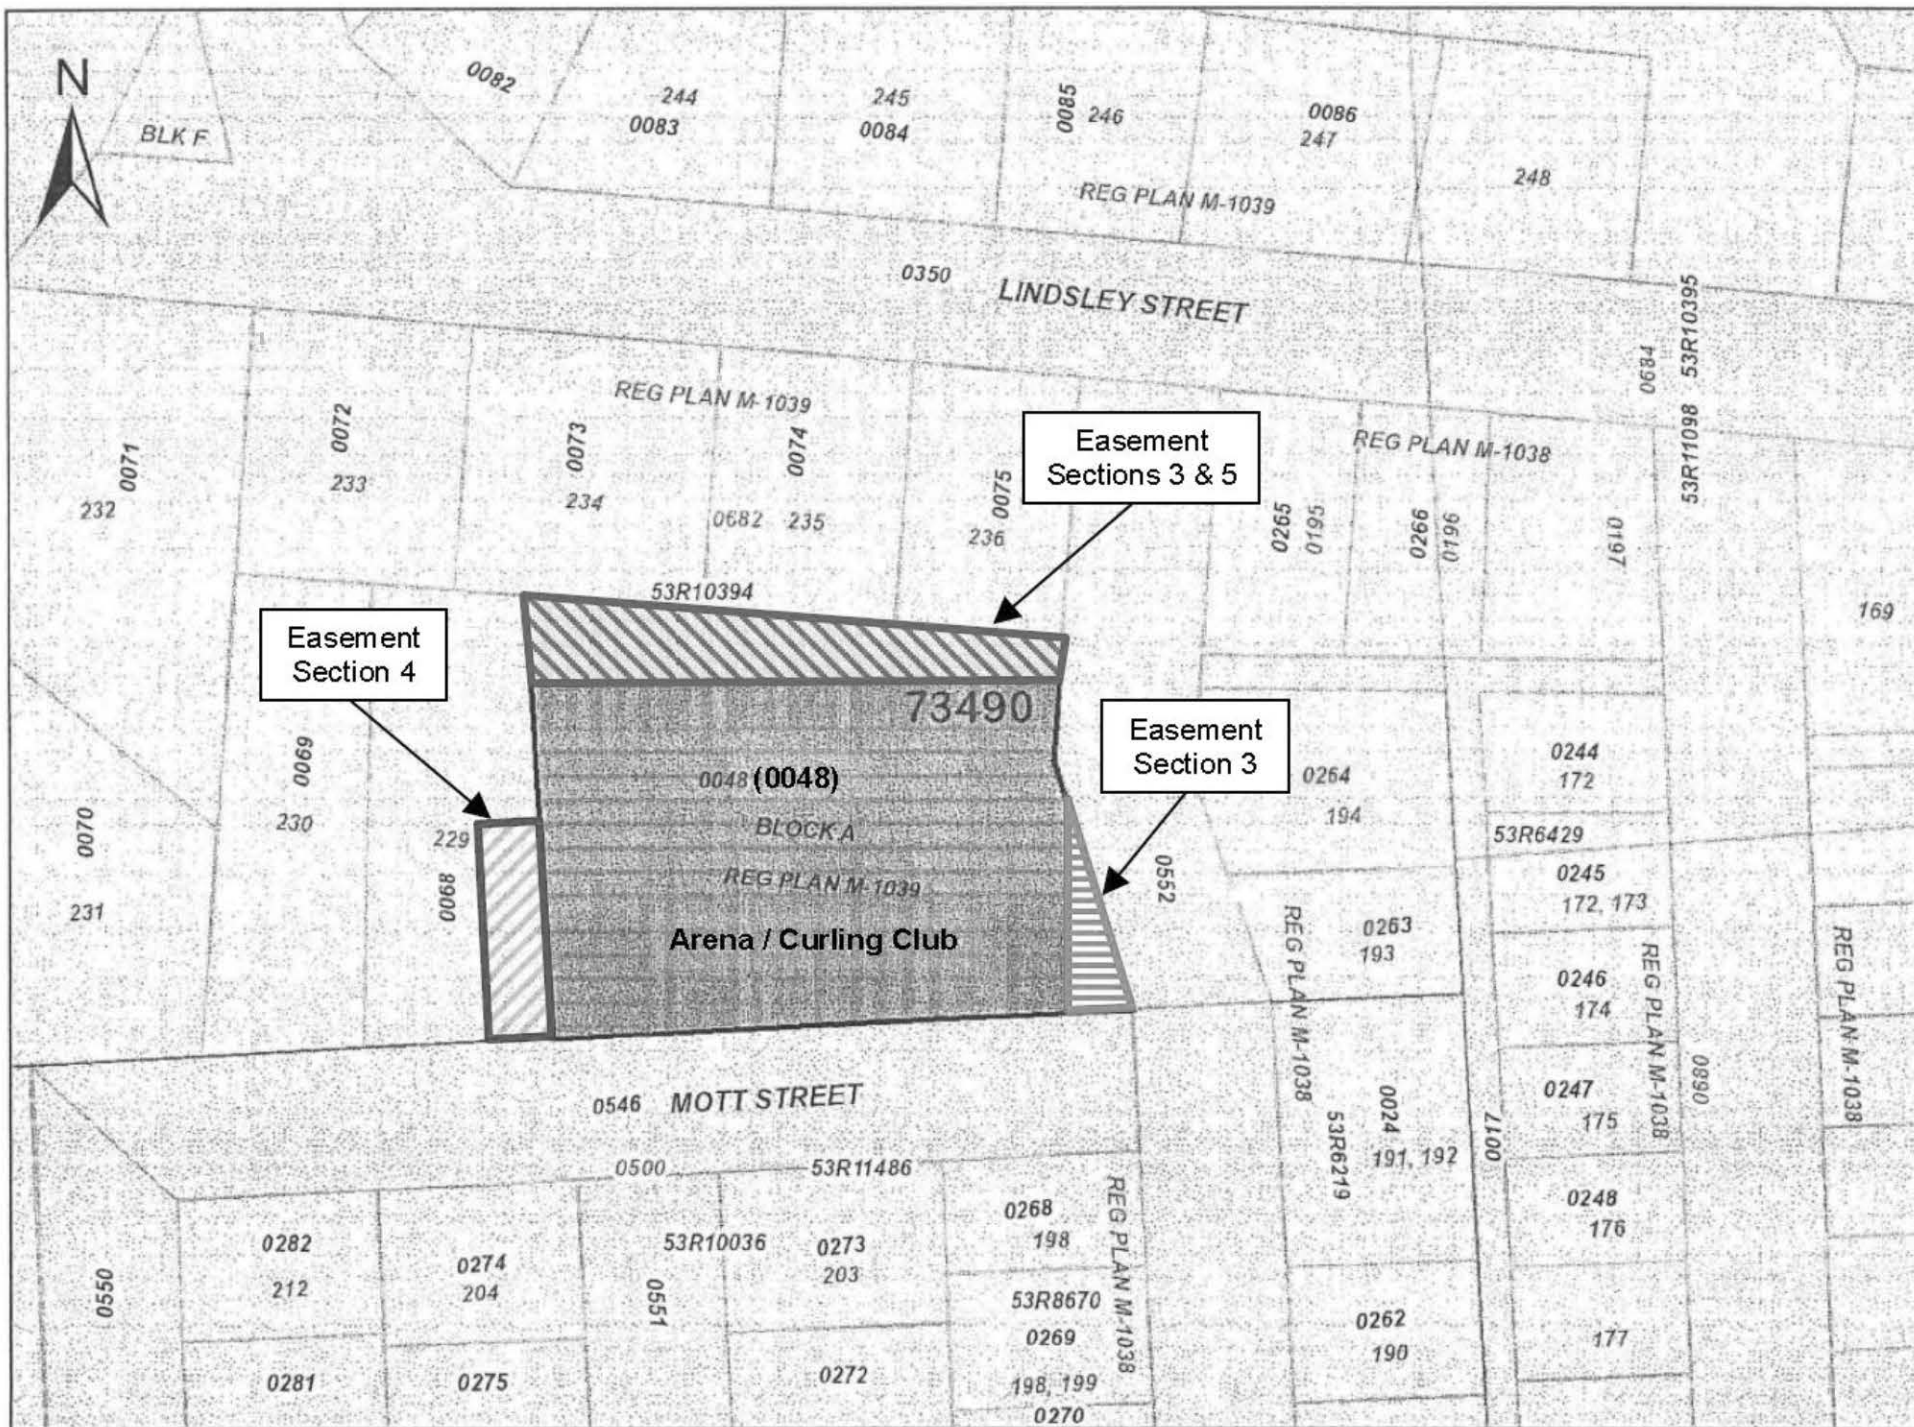 N
BLK F
0082
244
0083
245
0084
0085
246
0086
247
248
REG PLAN M-1039
0350
LINDSLEY STREET
0684
53R10395
53R11098
REG PLAN M-1039
REG PLAN M-1038
0071
232
0072
233
0073
234
0074
0682 235
0075
236
Easement
Sections 3 & 5
0265
0195
0266
0196
0197
169
53R10394
Easement
Section 4
73490
Easement
Section 3
0048 (0048)
BLOCK A
REG PLAN M-1039
Arena / Curling Club
0069
230
0070
231
229
0068
0552
0264
194
0244
172
53R6429
0245
172, 173
0263
193
0246
174
REG PLAN M-1038
REG PLAN M-1038
REG PLAN M-1038
0247
175
0680
0024
191, 192
53R6219
0017
0248
176
0546 MOTT STREET
0500
53R11486
0282
212
0274
204
53R10036
0273
203
0268
198
REG PLAN M-1038
53R8670
0269
198, 199
0270
0550
0551
0281
0275
0272
0262
190
177